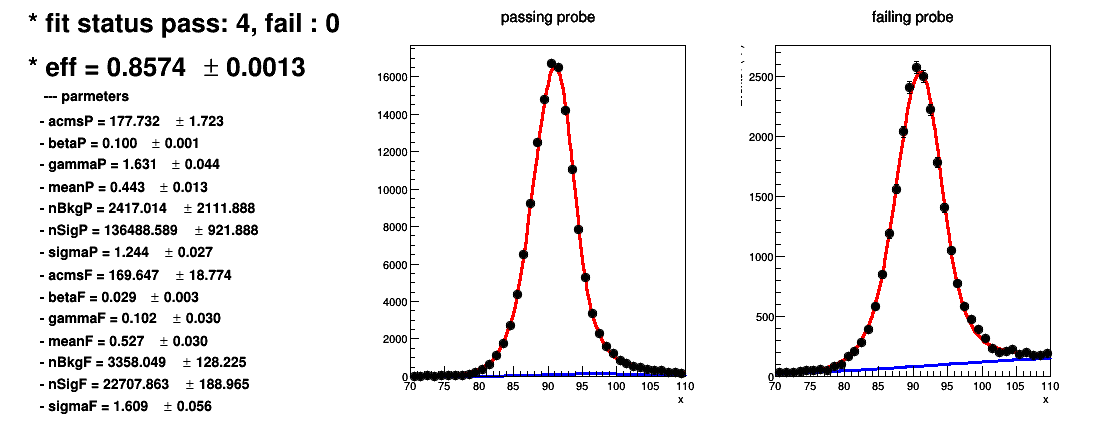 * fit status pass: 4, fail : 0
* eff = 0.8574 ± 0.0013
--- parmeters
- acmsP = 177.732 ± 1.723
- betaP = 0.100 ± 0.001
- gammaP = 1.631 ± 0.044
- meanP = 0.443 ± 0.013
- nBkgP = 2417.014 ± 2111.888
- nSigP = 136488.589 ± 921.888
- sigmaP = 1.244 ± 0.027
- acmsF = 169.647 ± 18.774
- betaF = 0.029 ± 0.003
- gammaF = 0.102 ± 0.030
- meanF = 0.527 ± 0.030
- nBkgF = 3358.049 ± 128.225
- nSigF = 22707.863 ± 188.965
- sigmaF = 1.609 ± 0.056
passing probe
16000
14000
12000
10000
8000
6000
4000
2000
0
70 75 80 85 90 95 100 105 110
x
failing probe
2500
2000
1500
1000
500
0
70 75 80 85 90 95 100 105 110
x